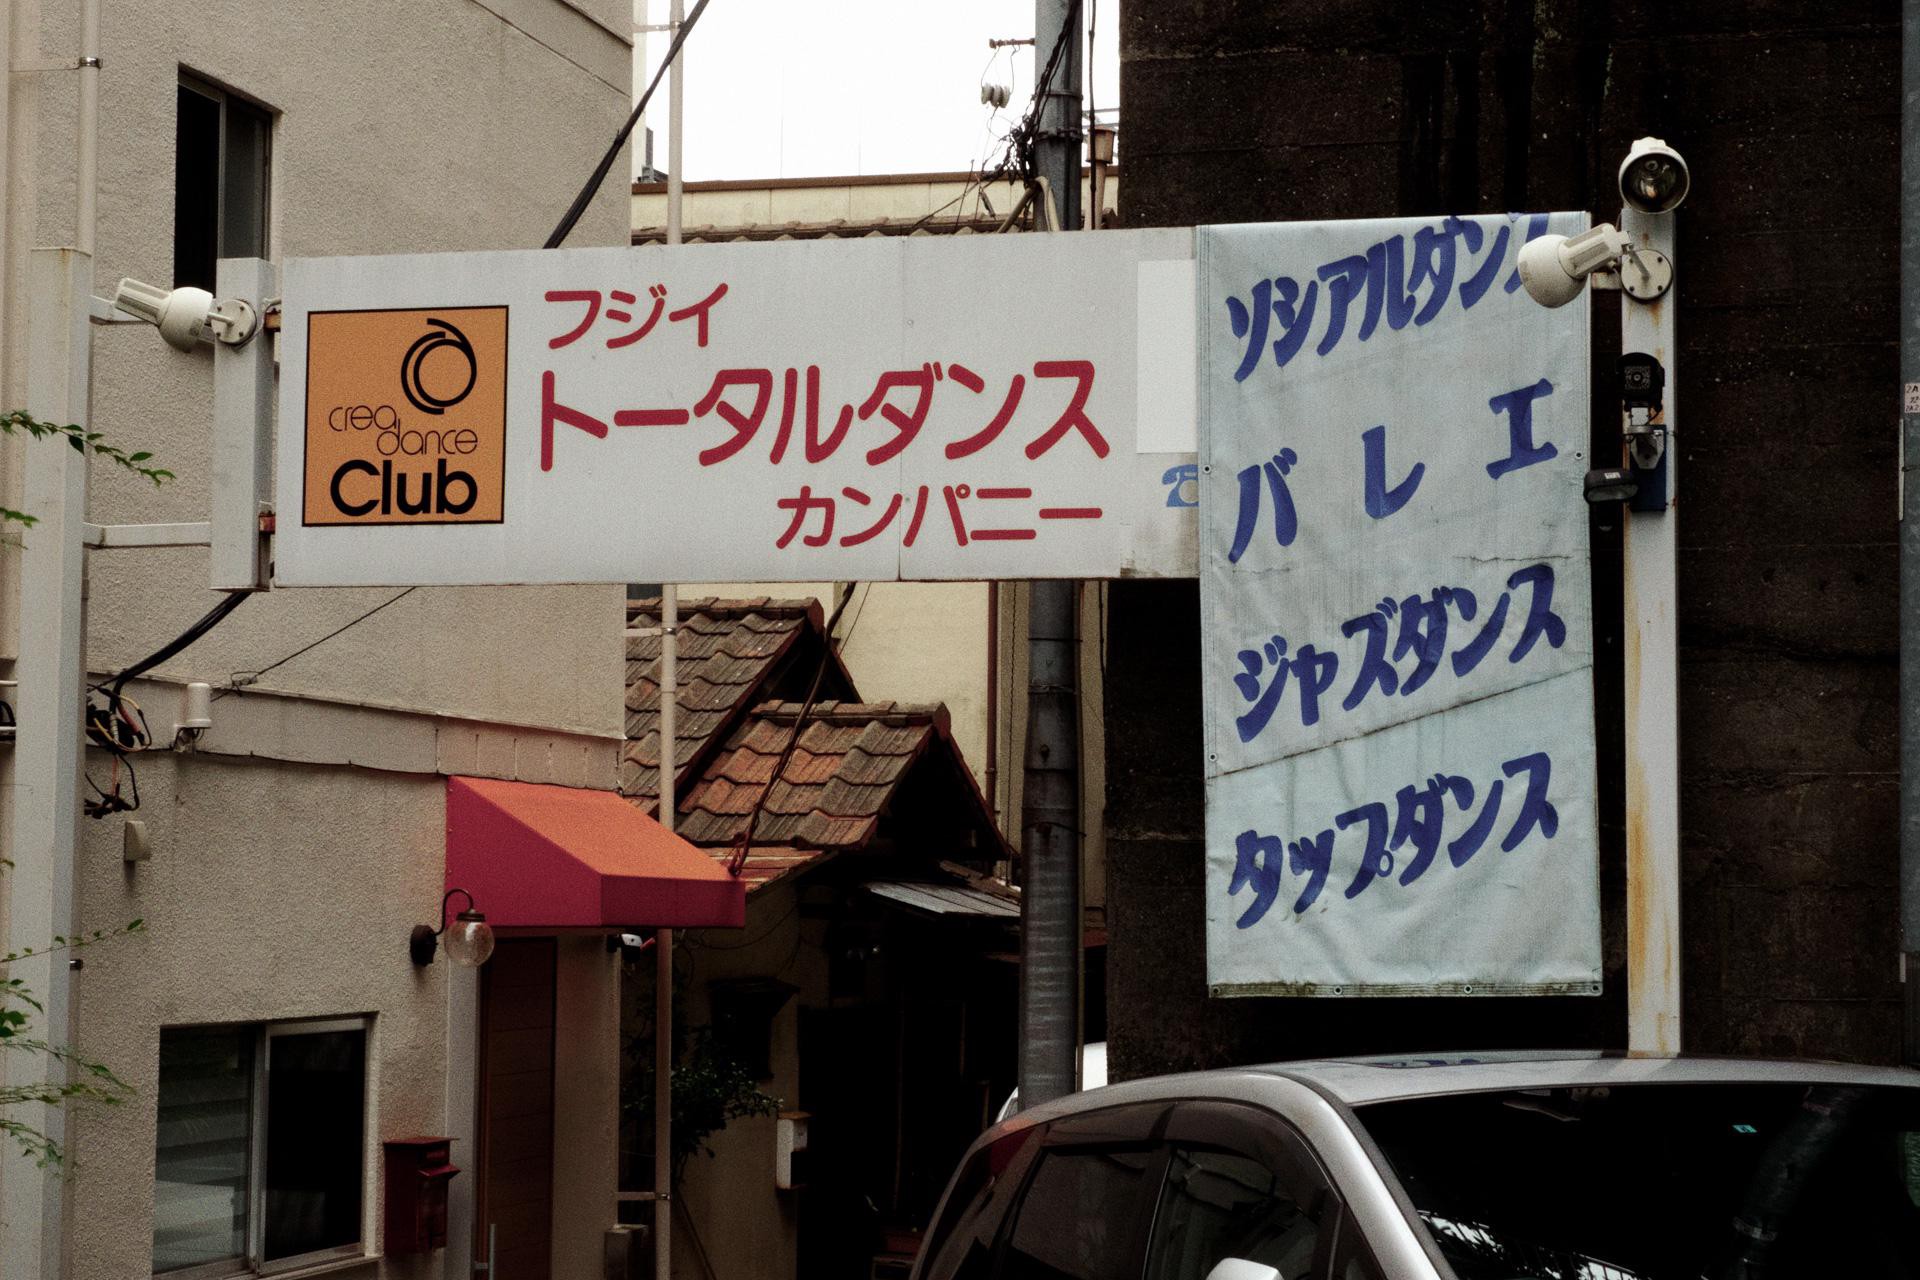 crea
dance
Club
フジイ
トータルダンス
カンパニー
ソシアルダンス
バレエ
ジャズダンス
タップダンス